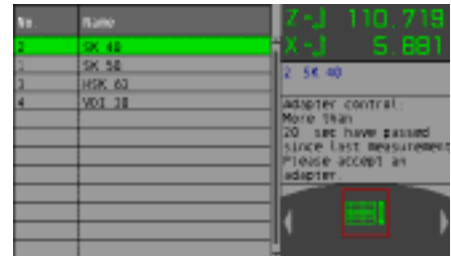 No. Name
2 SK 40
1 SK 50
3 HSK 63
4 VDI 30
Z 110.719
X 5.681
2 SK 40
Adapter control:
More than
20 sec have passed
since last measurement
Please accept an
adapter.